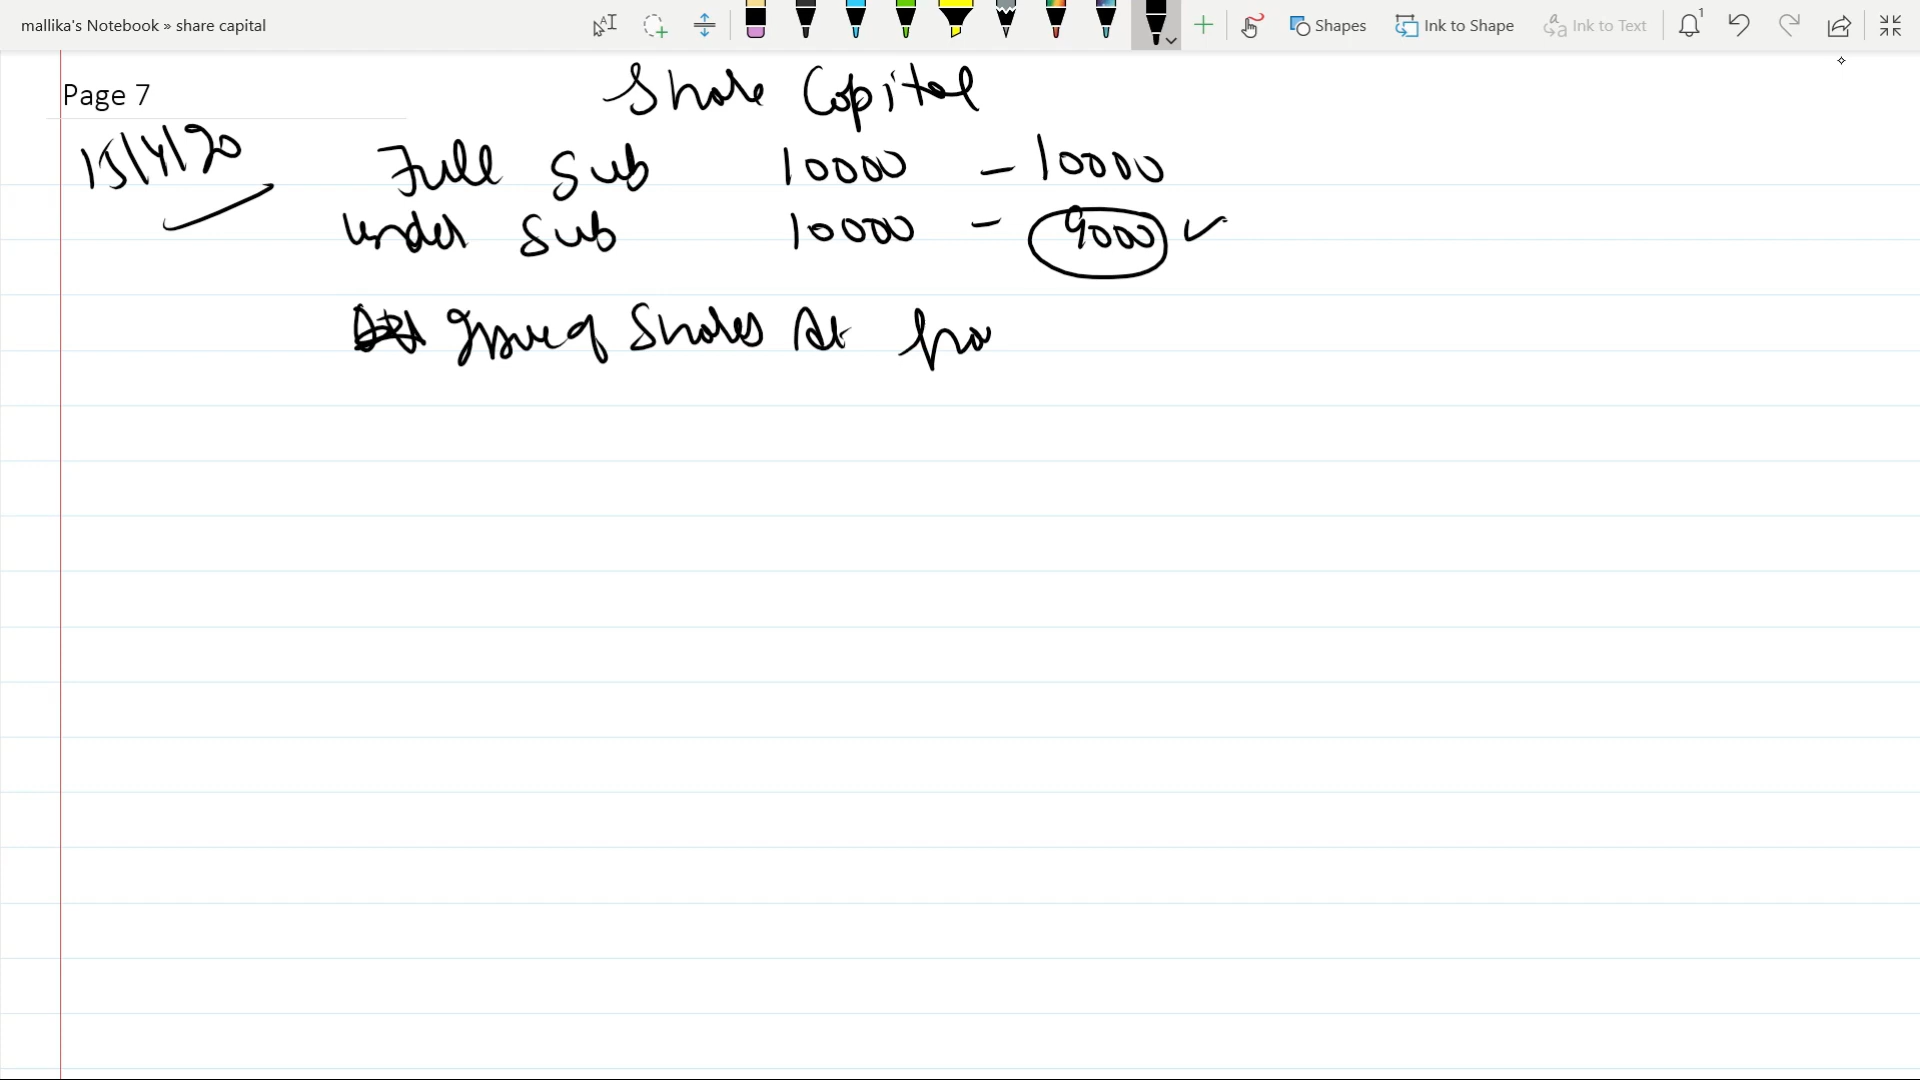 mallika's Notebook » share capital
Shapes Ink to Shape Ink to Text 1
Page 7
Share Capital
15/4/20
Full Sub 10000 - 10000
Under Sub 10000 - 9000 ✓
Issue of Shares At